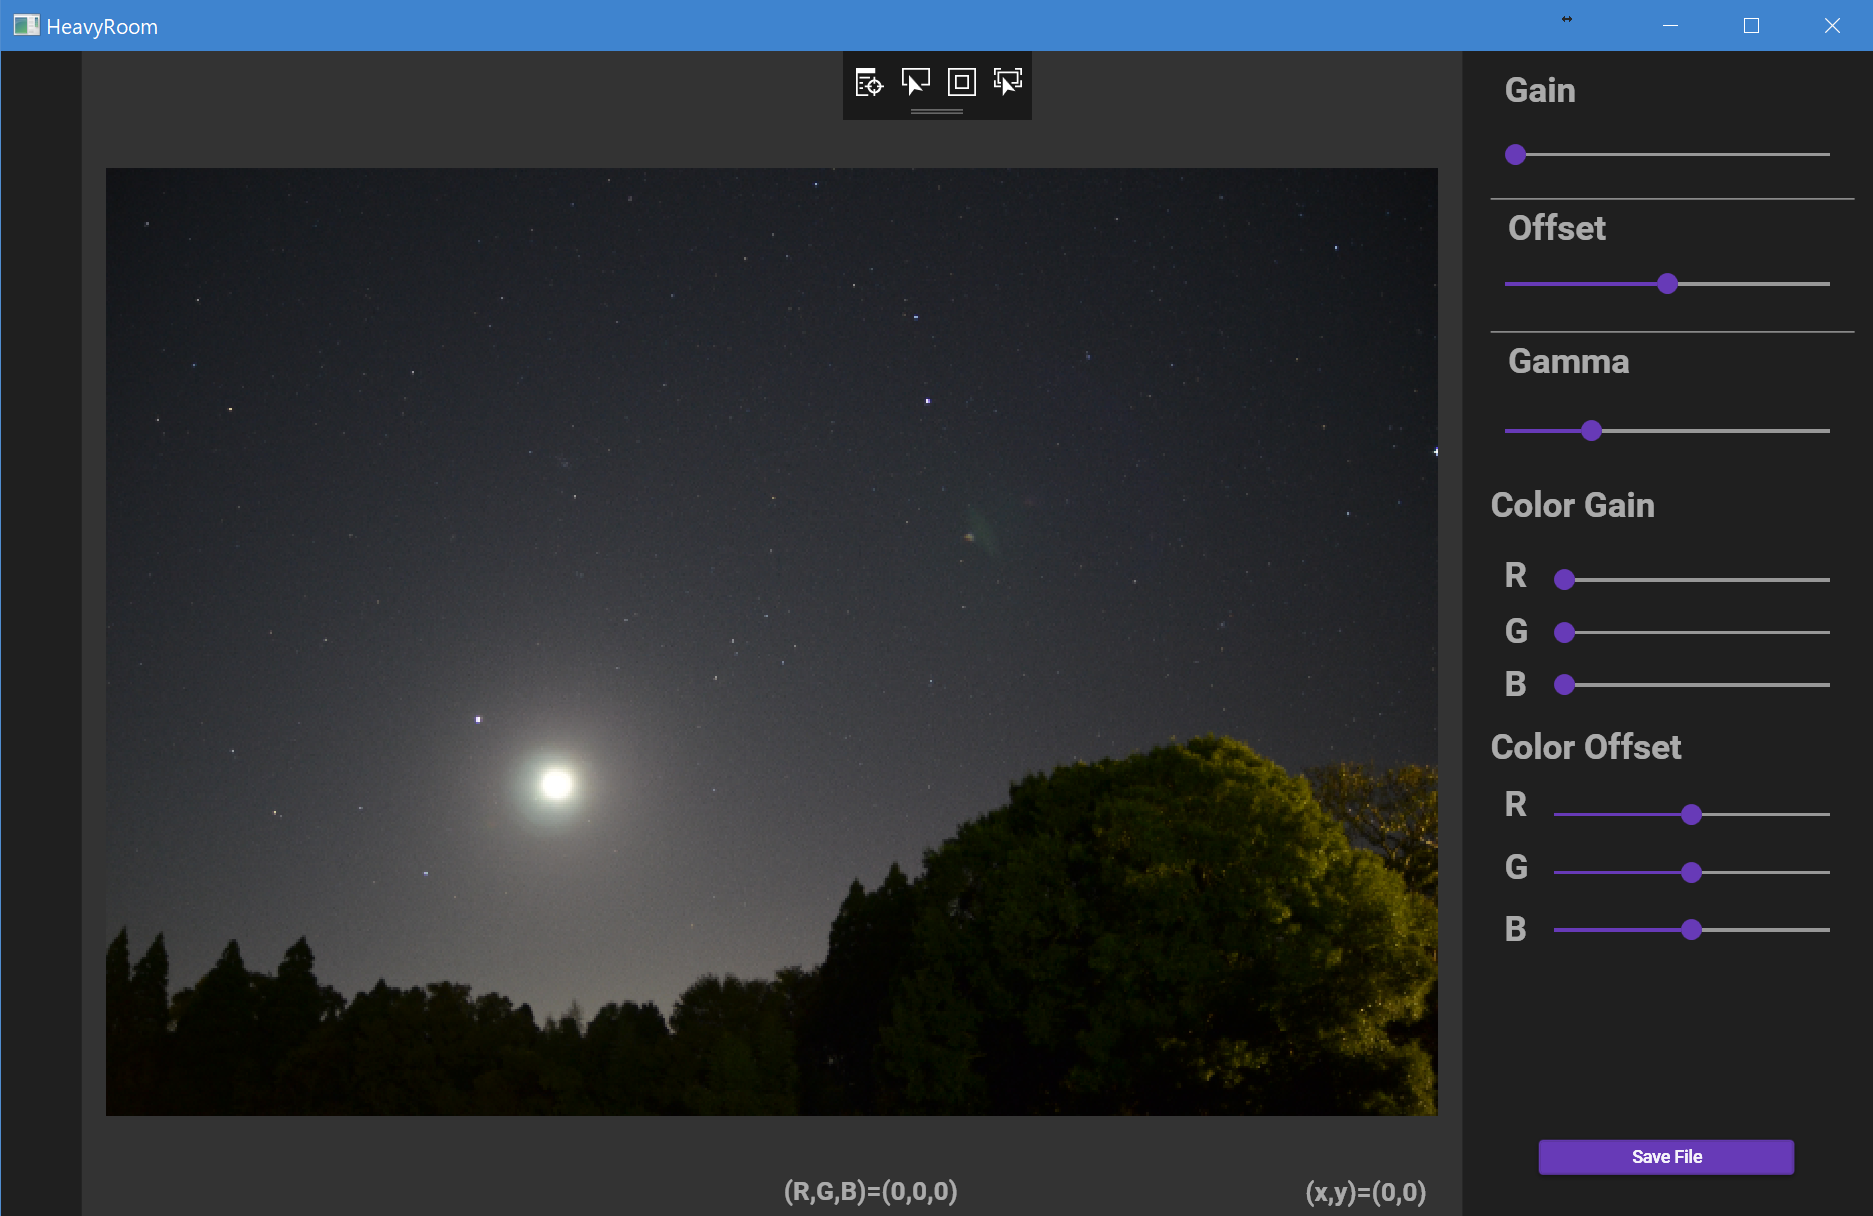 HeavyRoom
Gain
Offset
Gamma
Color Gain
R
G
B
Color Offset
R
G
B
Save File
(R,G,B)=(0,0,0)
(x,y)=(0,0)